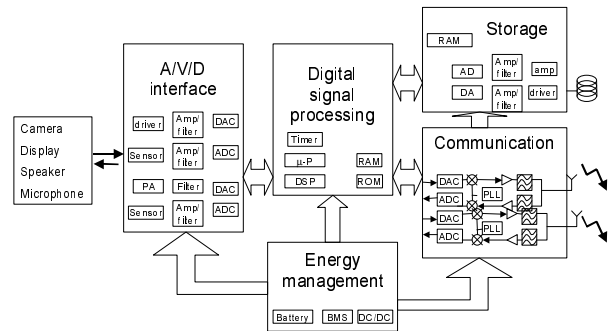 Camera
Display
Speaker
Microphone
A/V/D
interface
driver
Amp/
filter
DAC
Sensor
Amp/
filter
ADC
PA
Filter
DAC
Sensor
Amp/
filter
ADC
Digital
signal
processing
Timer
μ-P
RAM
DSP
ROM
Storage
RAM
AD
Amp/
filter
amp
DA
Amp/
filter
driver
Communication
DAC
ADC
PLL
DAC
ADC
PLL
Energy
management
Battery
BMS
DC/DC